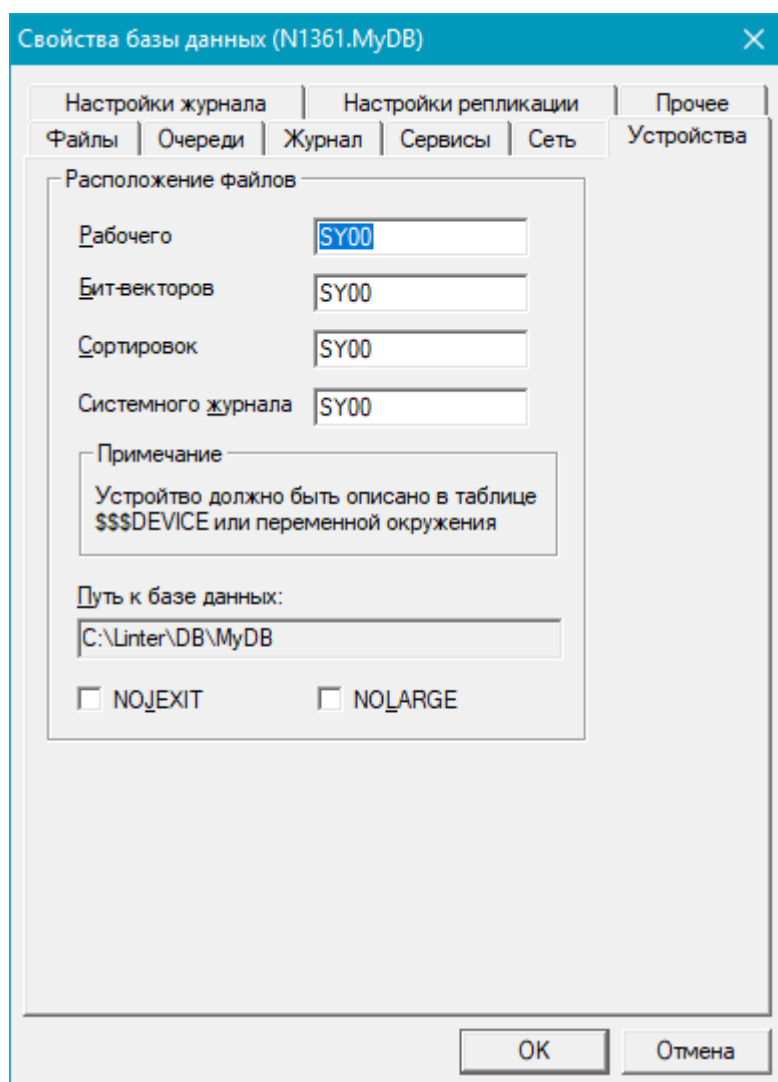 Свойства базы данных (N1361.MyDB)
Настройки журнала Настройки репликации Прочее
Файлы Очереди Журнал Сервисы Сеть Устройства
Расположение файлов
Рабочего SY00
Бит-векторов SY00
Сортировок SY00
Системного журнала SY00
Примечание
Устройтво должно быть описано в таблице
$$$DEVICE или переменной окружения
Путь к базе данных:
C:\Linter\DB\MyDB
NOJEXIT NOLARGE
OK Отмена